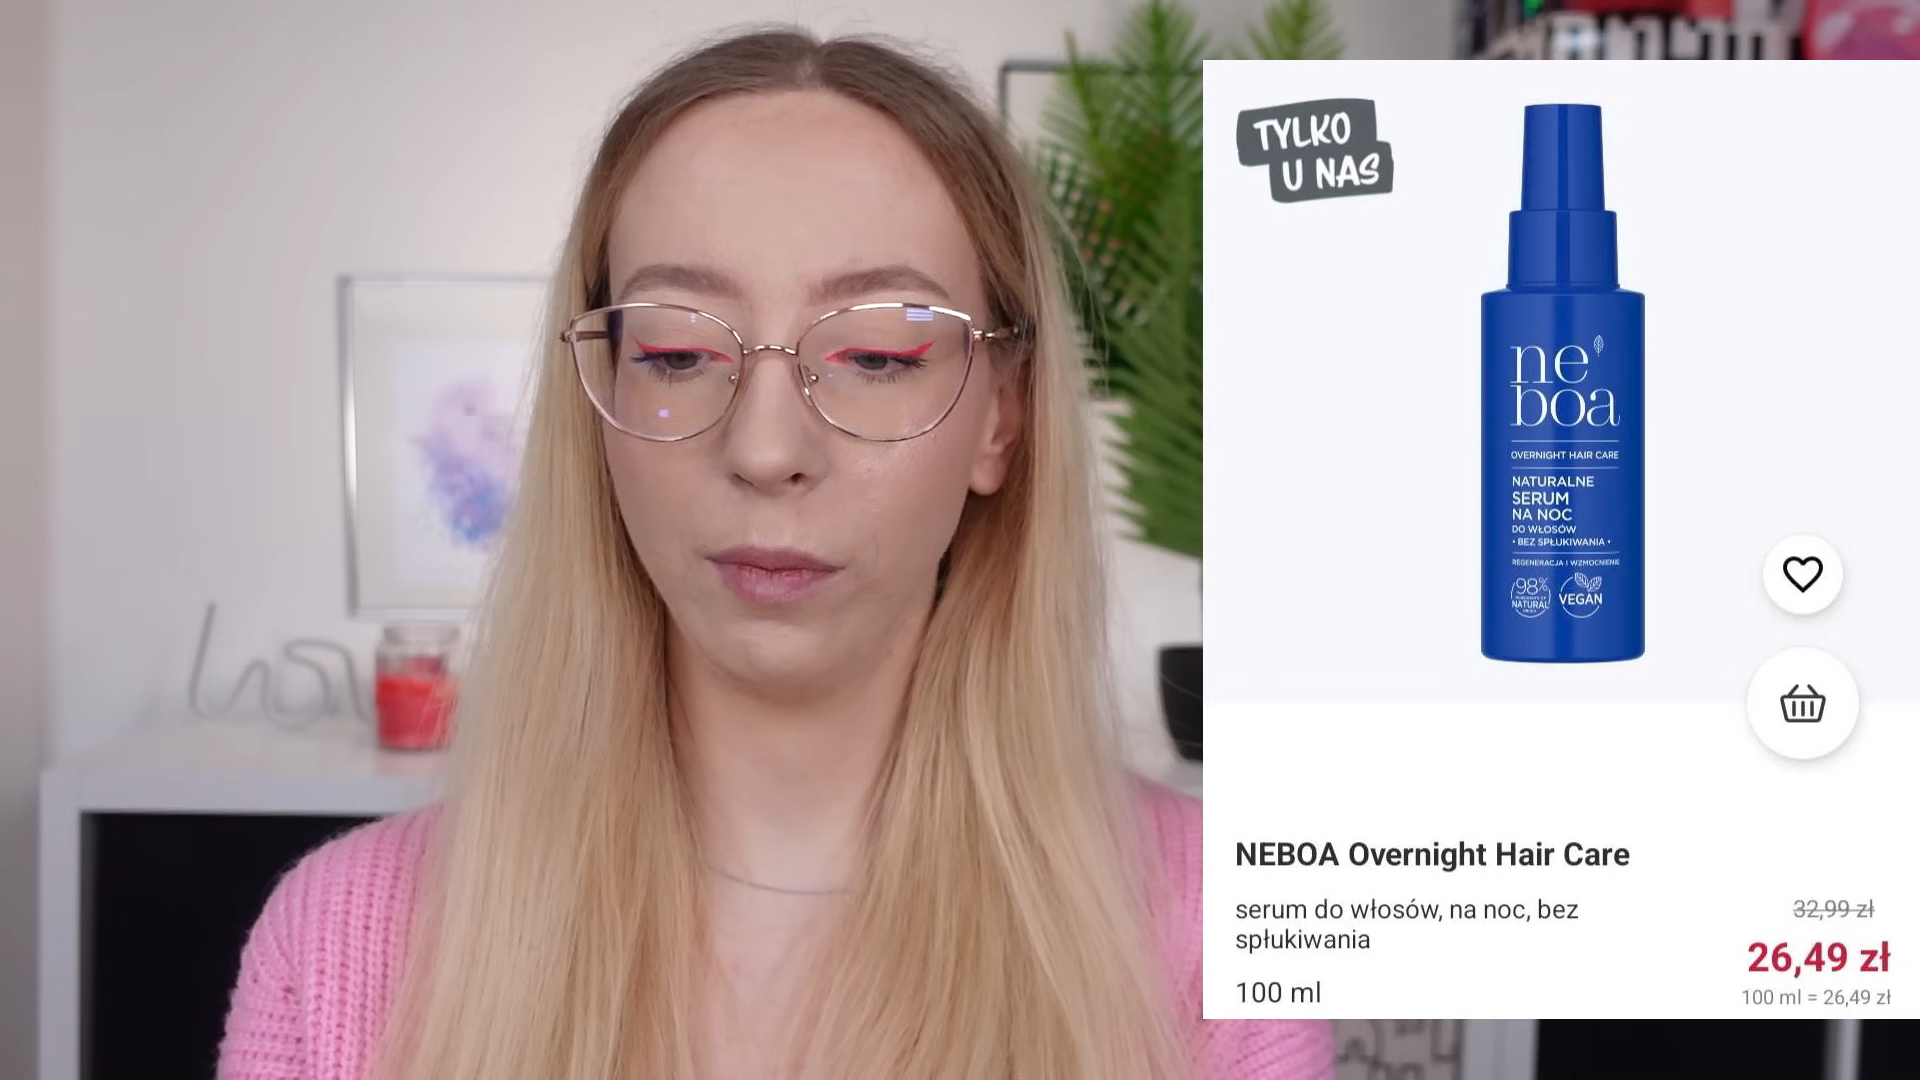 TYLKO
U NAS
ne
boa
OVERNIGHT HAIR CARE
NATURALNE
SERUM
NA NOC
DO WŁOSÓW
• BEZ SPŁUKIWANIA •
REGENERACJA I WZMOCNIENIE
98%
NATURAL
VEGAN
NEBOA Overnight Hair Care
serum do włosów, na noc, bez
spłukiwania
100 ml
32,99 zł
26,49 zł
100 ml = 26,49 zł